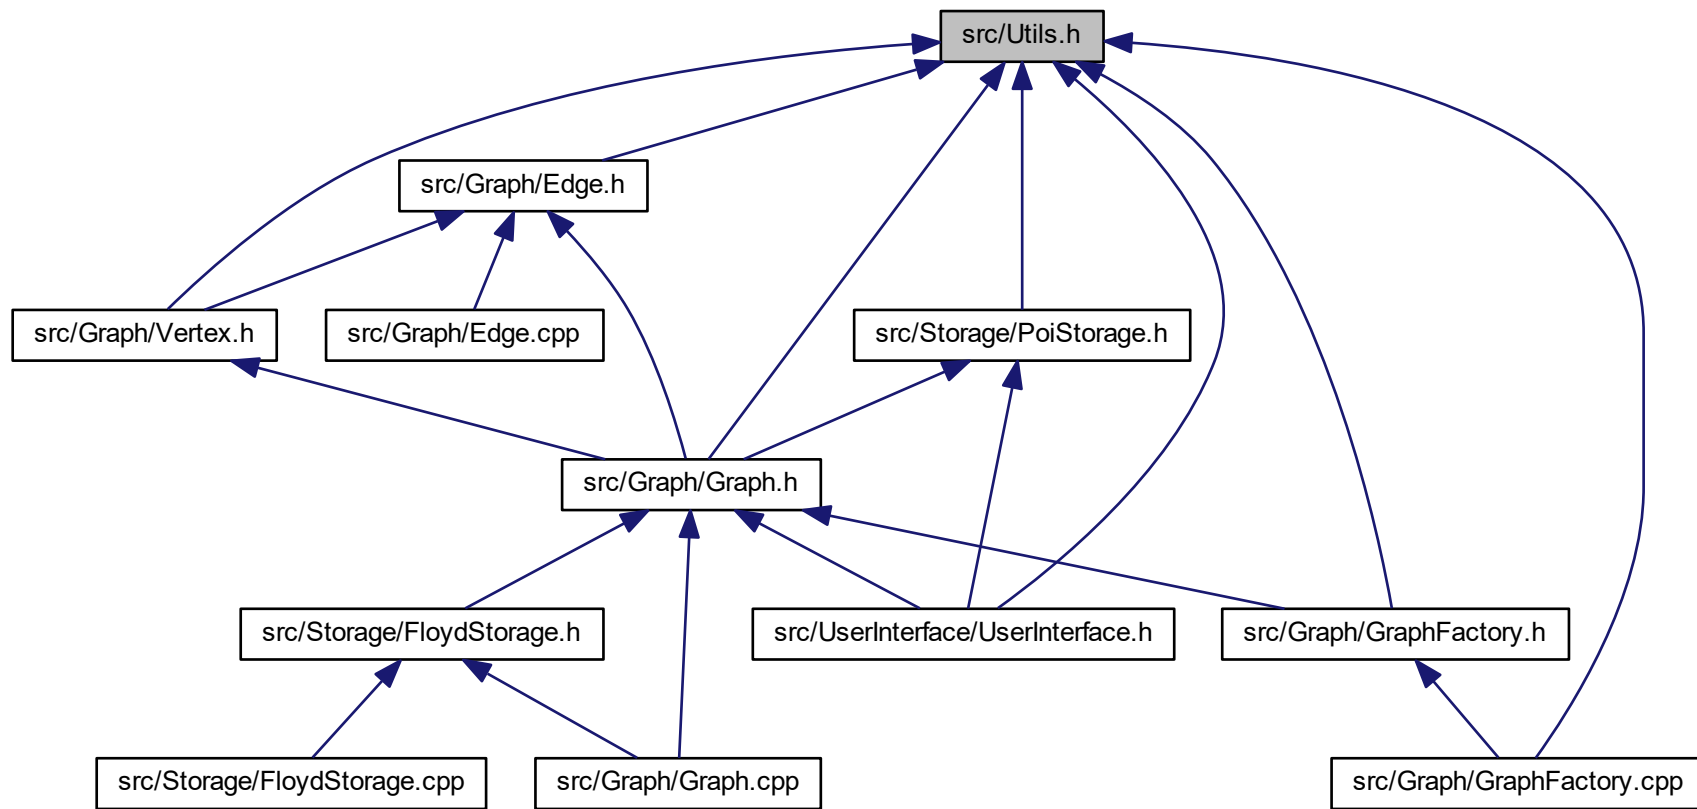 src/Utils.h
src/Graph/Edge.h
src/Graph/Vertex.h
src/Graph/Edge.cpp
src/Storage/PoiStorage.h
src/Graph/Graph.h
src/Storage/FloydStorage.h
src/UserInterface/UserInterface.h
src/Graph/GraphFactory.h
src/Storage/FloydStorage.cpp
src/Graph/Graph.cpp
src/Graph/GraphFactory.cpp